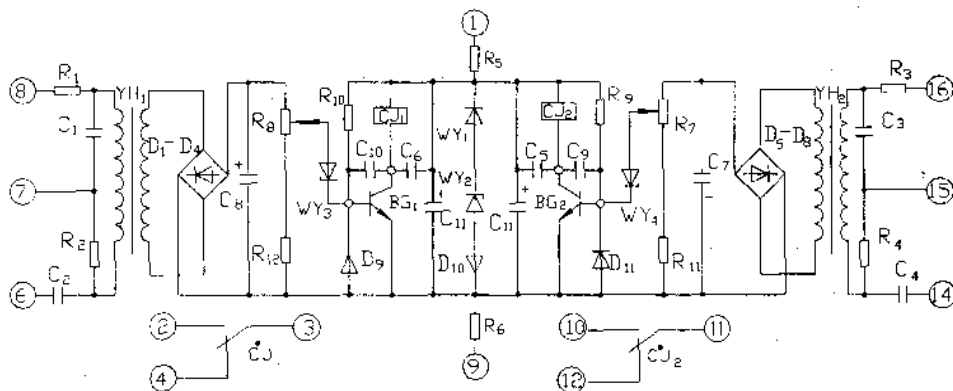 ①
R₅
⑧ R₁ YH₁ R₁₀ CJ₁ CJ₂ R₉ YH₂ R₃ ⑯
C₁ D₁-D₄ R₈ WY₁ R₇ D₅-D₈ C₃
C₁₀ C₆ WY₂ C₅ C₉
⑦ + C₈ WY₃ BG₁ + C₁₁ + C₁₁ BG₂ WY₄ C₇ - ⑮
R₂ R₁₂ D₉ D₁₀ D₁₁ R₁₁ R₄
⑥ C₂ C₄ ⑭
② ③ R₆ ⑩ ⑪
CJ CJ₂
④ ⑨ ⑫